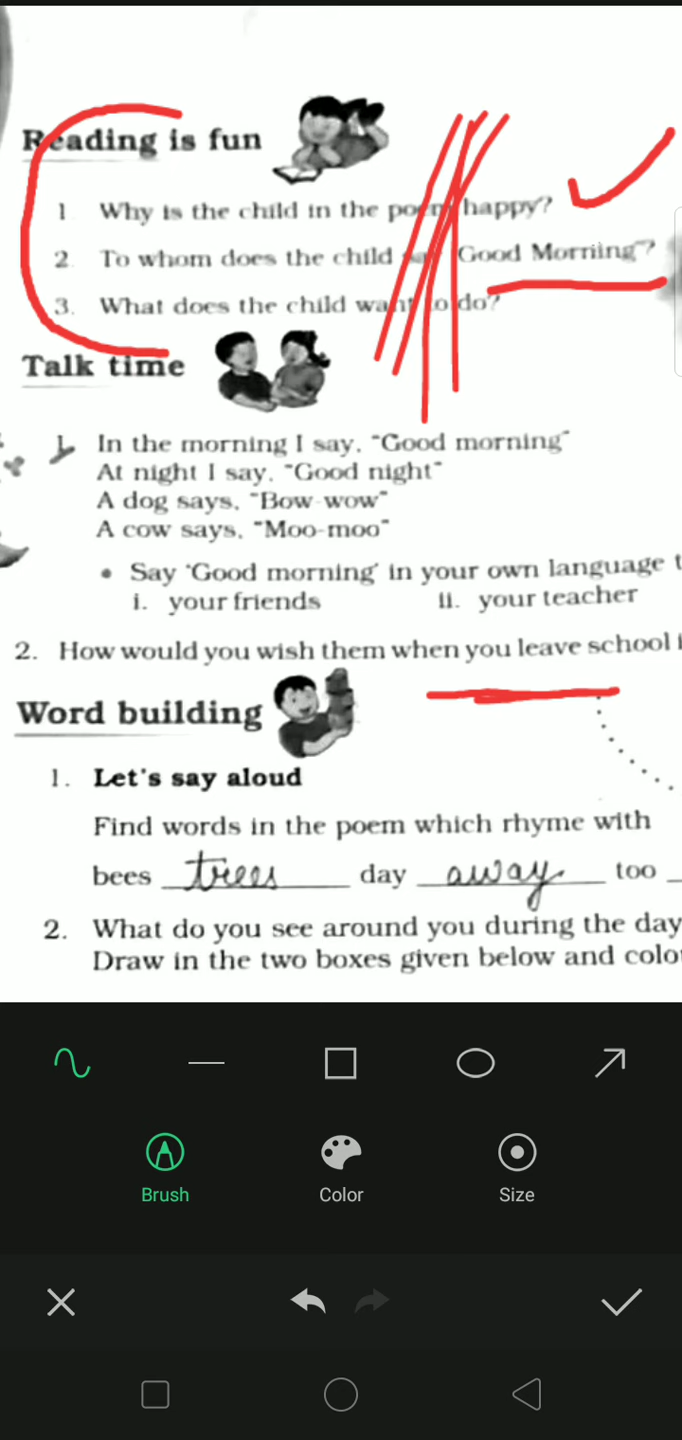 Reading is fun
1 Why is the child in the poem happy?
2. To whom does the child Good Morning"?
3. What does the child want to do?
Talk time
1. In the morning I say, "Good morning"
At night I say, "Good night"
A dog says, "Bow-wow"
A cow says, "Moo-moo"
• Say 'Good morning' in your own language t
i. your friends ii. your teacher
2. How would you wish them when you leave school i
Word building
1. Let's say aloud
Find words in the poem which rhyme with
bees trees day away too
2. What do you see around you during the day
Draw in the two boxes given below and colo
Brush Color Size